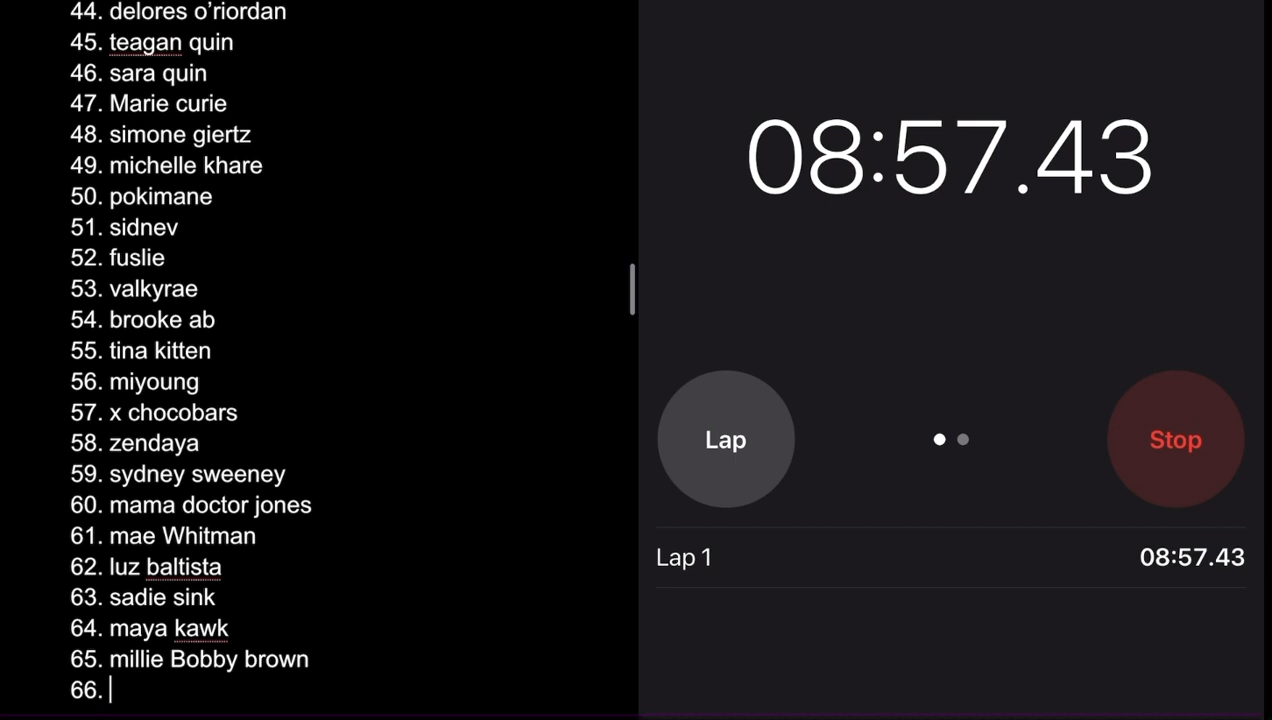 44. delores o’riordan
45. teagan quin
46. sara quin
47. Marie curie
48. simone giertz
49. michelle khare
50. pokimane
51. sidnev
52. fuslie
53. valkyrae
54. brooke ab
55. tina kitten
56. miyoung
57. x chocobars
58. zendaya
59. sydney sweeney
60. mama doctor jones
61. mae Whitman
62. luz baltista
63. sadie sink
64. maya kawk
65. millie Bobby brown
66.
08:57.43
Lap
Stop
Lap 1 08:57.43